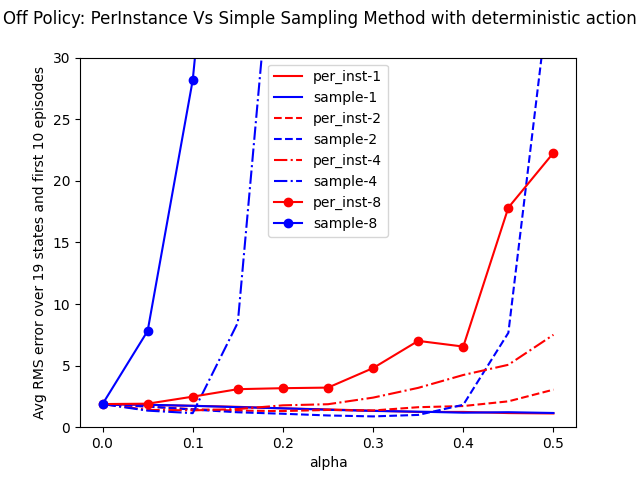 Off Policy: PerInstance Vs Simple Sampling Method with deterministic action
Avg RMS error over 19 states and first 10 episodes
30
25
20
15
10
5
0
per_inst-1
sample-1
per_inst-2
sample-2
per_inst-4
sample-4
per_inst-8
sample-8
0.0 0.1 0.2 0.3 0.4 0.5
alpha